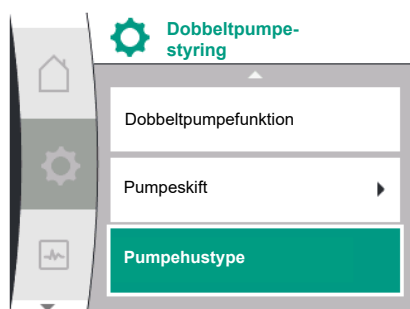 Dobbeltpumpe-
styring
Dobbeltpumpefunktion
Pumpeskift
Pumpehustype